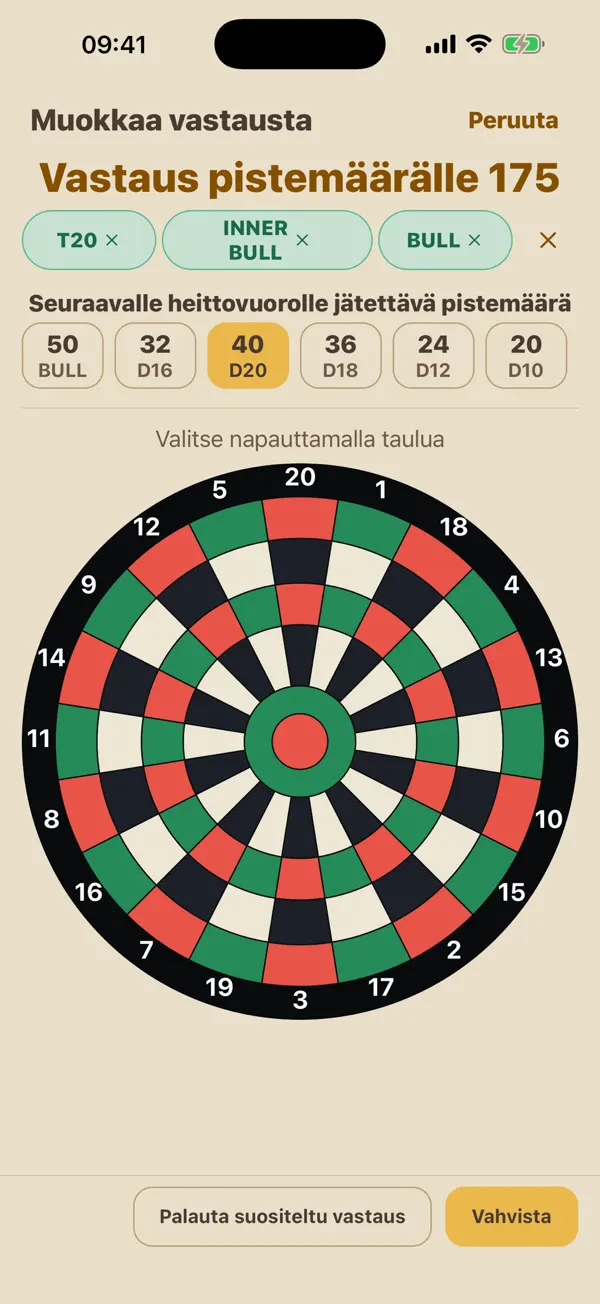 09:41
Muokkaa vastausta
Peruuta
Vastaus pistemäärälle 175
T20 ×
INNER
BULL ×
BULL ×
×
Seuraavalle heittovuorolle jätettävä pistemäärä
50 32 40 36 24 20
BULL D16 D20 D18 D12 D10
Valitse napauttamalla taulua
20
5 1
12 18
9 4
14 13
11 6
8 10
16 15
7 2
19 17
3
Palauta suositeltu vastaus
Vahvista